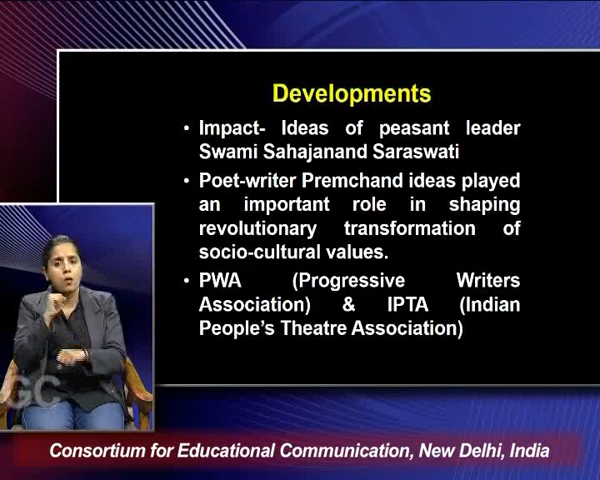 Developments
• Impact- Ideas of peasant leader
Swami Sahajanand Saraswati
• Poet-writer Premchand ideas played
an important role in shaping
revolutionary transformation of
socio-cultural values.
• PWA (Progressive Writers
Association) & IPTA (Indian
People's Theatre Association)
GC
Consortium for Educational Communication, New Delhi, India